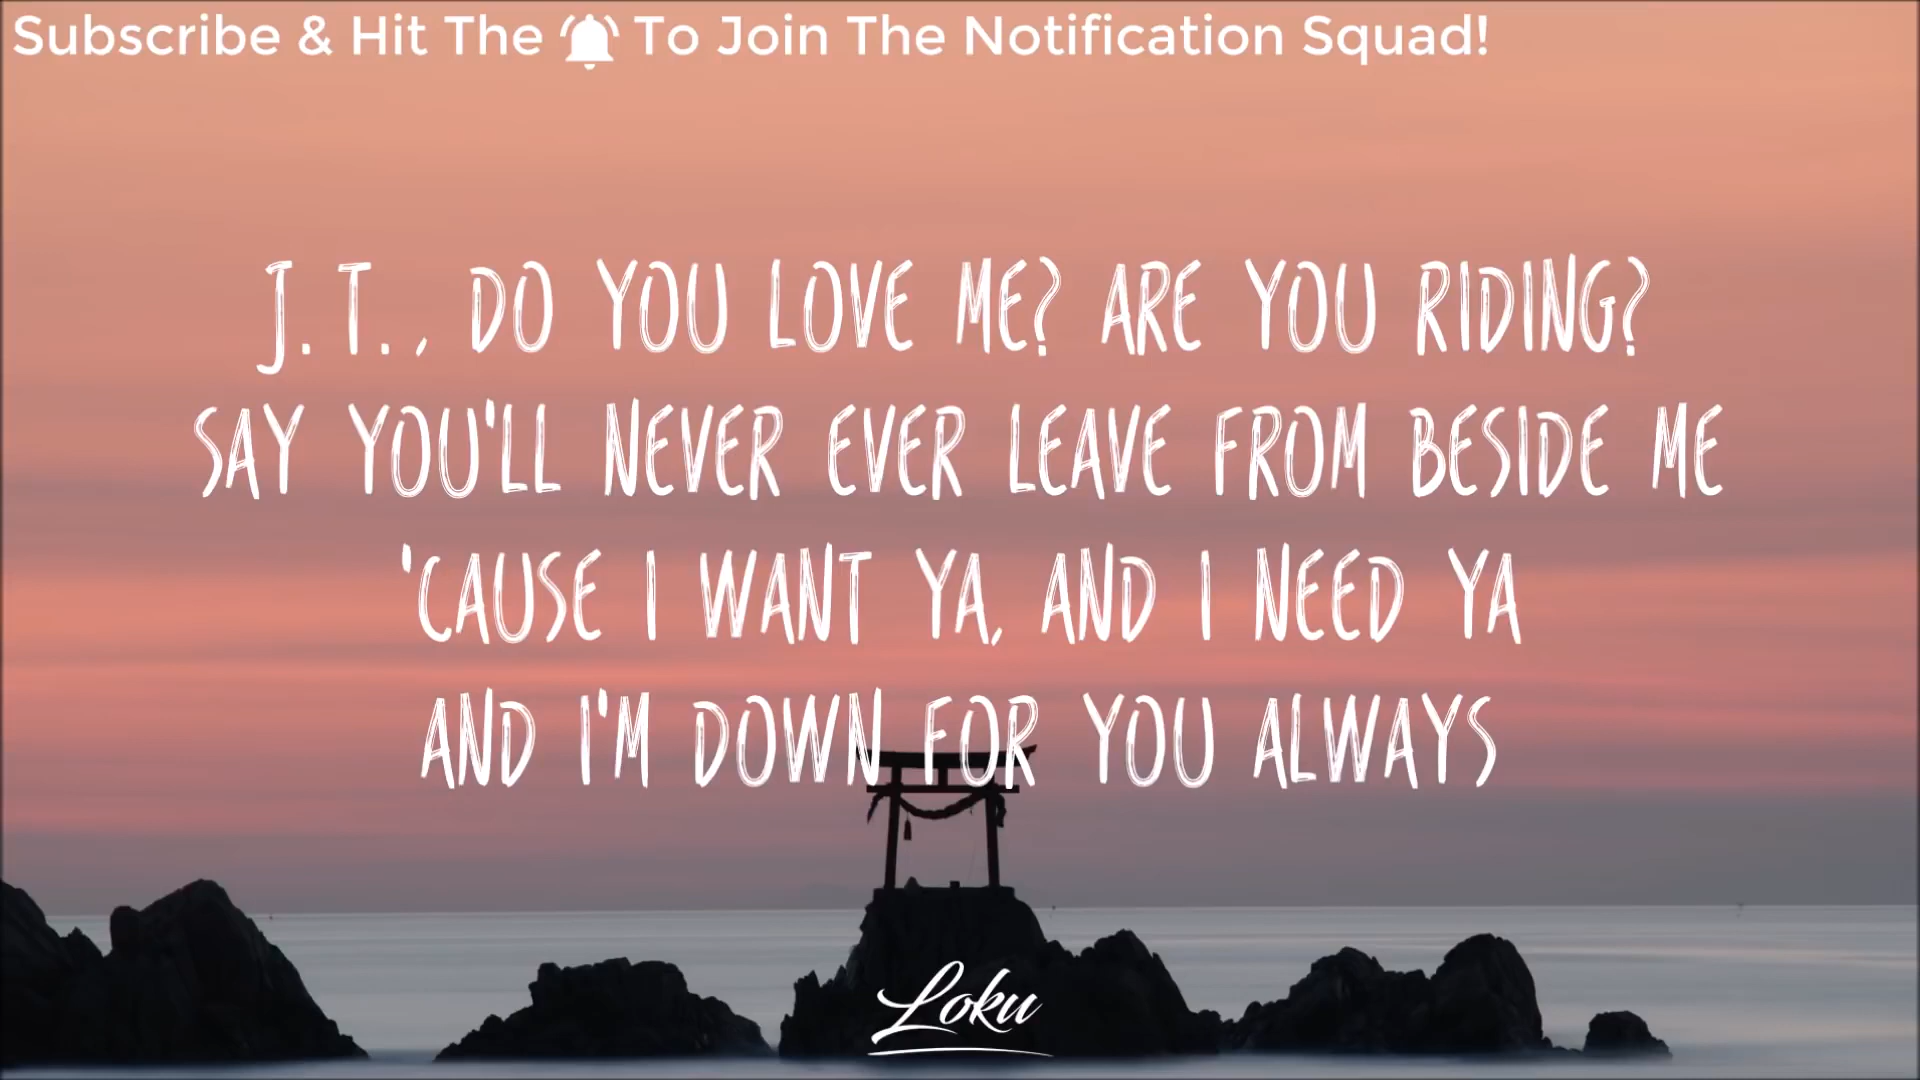 Subscribe & Hit The To Join The Notification Squad!
J.T., DO YOU LOVE ME? ARE YOU RIDING?
SAY YOU'LL NEVER EVER LEAVE FROM BESIDE ME
'CAUSE I WANT YA, AND I NEED YA
AND I'M DOWN FOR YOU ALWAYS
Loku